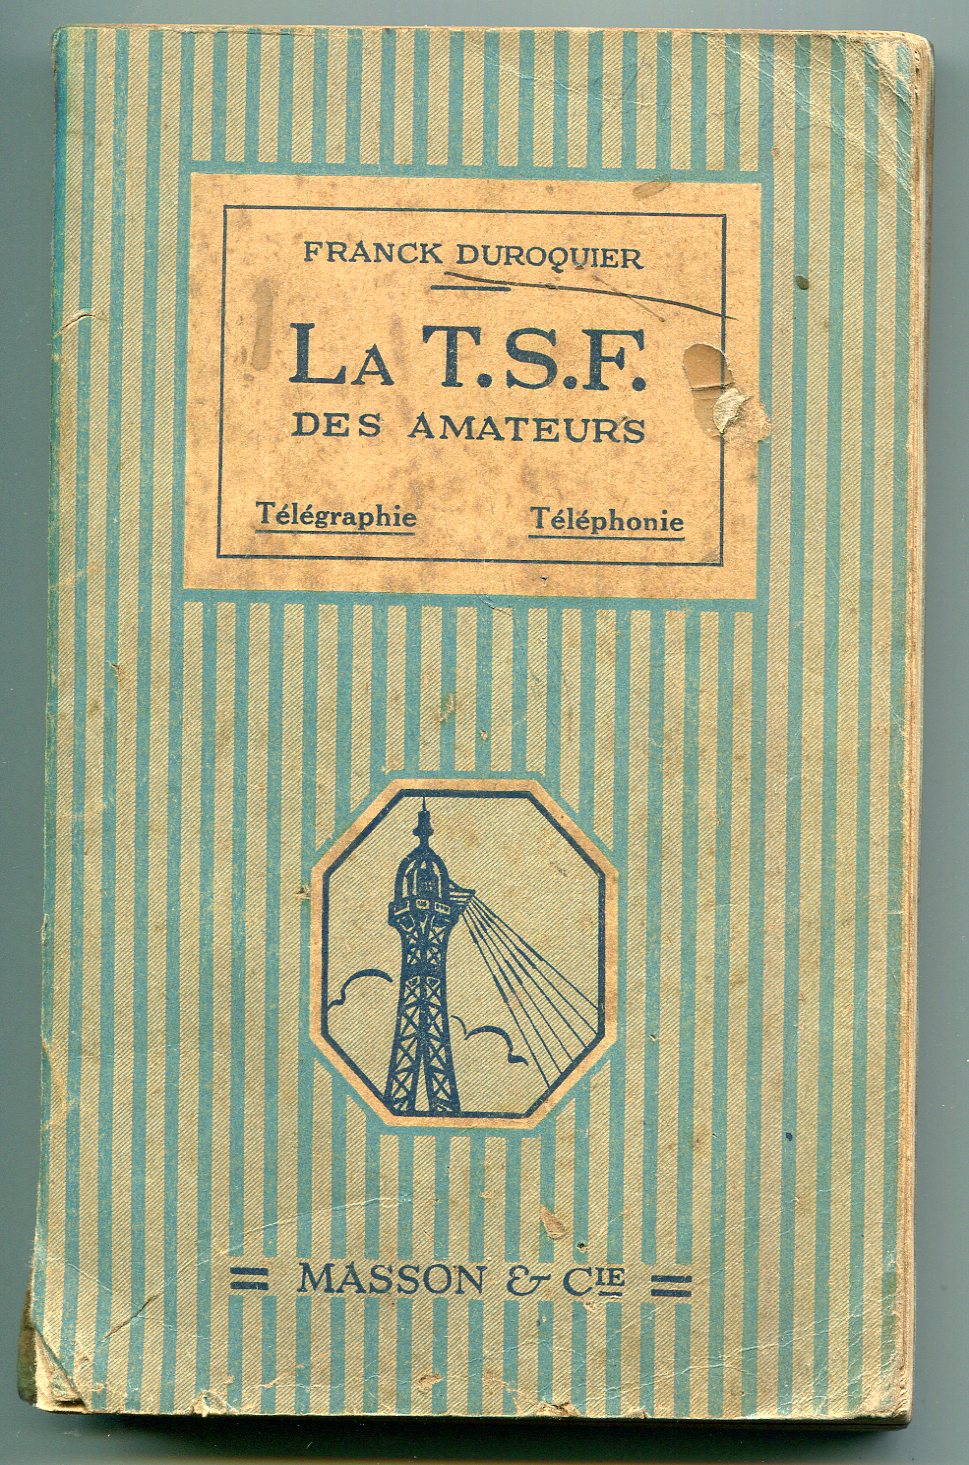 FRANCK DUROQUIER
LA T.S.F.
DES AMATEURS
Télégraphie Téléphonie
MASSON & CIE